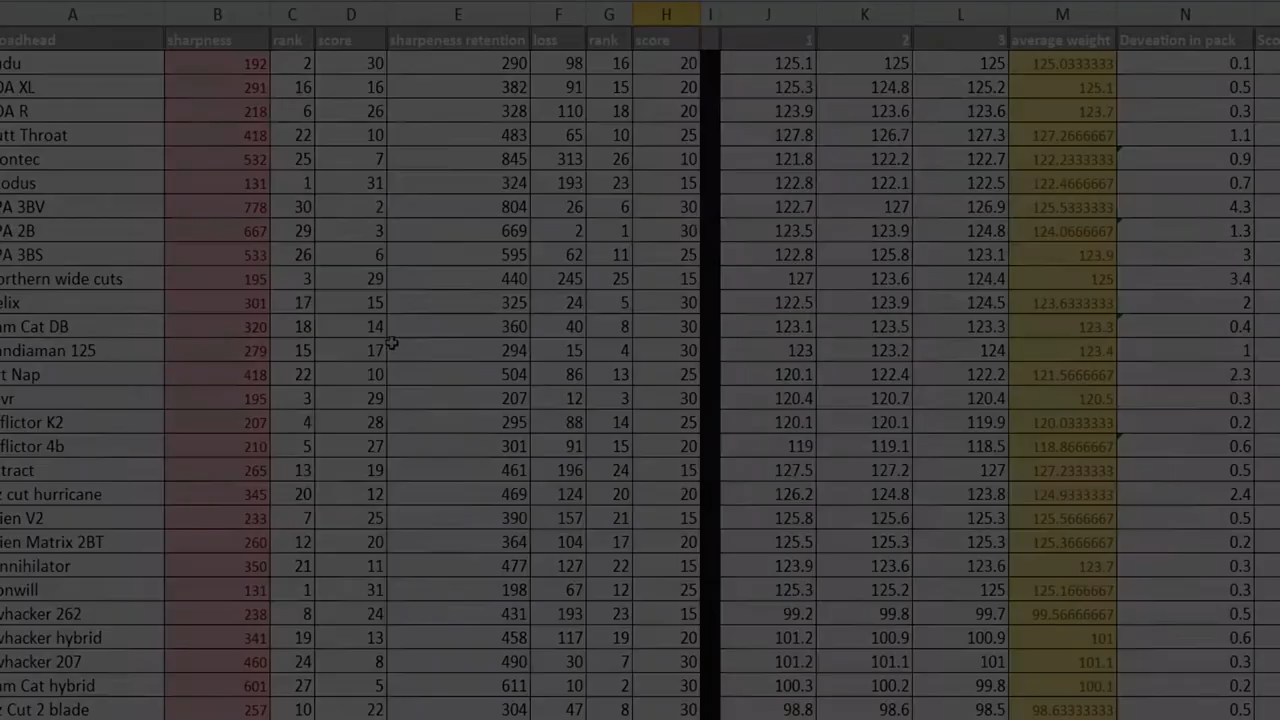 A B C D E F G H I J K L M N
oadhead sharpness rank score sharpeness retention loss rank score 1 2 3 average weight Deveation in pack Sco
udu 192 2 30 290 98 16 20 125.1 125 125 125.0333333 0.1
OA XL 291 16 16 382 91 15 20 125.3 124.8 125.2 125.1 0.5
OA R 218 6 26 328 110 18 20 123.9 123.6 123.6 123.7 0.3
utt Throat 418 22 10 483 65 10 25 127.8 126.7 127.3 127.2666667 1.1
ontec 532 25 7 845 313 26 10 121.8 122.2 122.7 122.2333333 0.9
odus 131 1 31 324 193 23 15 122.8 122.1 122.5 122.4666667 0.7
PA 3BV 778 30 2 804 26 6 30 122.7 127 126.9 125.5333333 4.3
PA 2B 667 29 3 669 2 1 30 123.5 123.9 124.8 124.0666667 1.3
PA 3BS 533 26 6 595 62 11 25 122.8 125.8 123.1 123.9 3
orthern wide cuts 195 3 29 440 245 25 15 127 123.6 124.4 125 3.4
elix 301 17 15 325 24 5 30 122.5 123.9 124.5 123.6333333 2
am Cat DB 320 18 14 360 40 8 30 123.1 123.5 123.3 123.3 0.4
andiaman 125 279 15 17 294 15 4 30 123 123.2 124 123.4 1
rt Nap 418 22 10 504 86 13 25 120.1 122.4 122.2 121.5666667 2.3
vr 195 3 29 207 12 3 30 120.4 120.7 120.4 120.5 0.3
fflictor K2 207 4 28 295 88 14 25 120.1 120.1 119.9 120.0333333 0.2
fflictor 4b 210 5 27 301 91 15 20 119 119.1 118.5 118.8666667 0.6
tract 265 13 19 461 196 24 15 127.5 127.2 127 127.2333333 0.5
z cut hurricane 345 20 12 469 124 20 20 126.2 124.8 123.8 124.9333333 2.4
ien V2 233 7 25 390 157 21 15 125.8 125.6 125.3 125.5666667 0.5
ien Matrix 2BT 260 12 20 364 104 17 20 125.5 125.3 125.3 125.3666667 0.2
nnihilator 350 21 11 477 127 22 15 123.9 123.6 123.6 123.7 0.3
onwill 131 1 31 198 67 12 25 125.3 125.2 125 125.1666667 0.3
vhacker 262 238 8 24 431 193 23 15 99.2 99.8 99.7 99.56666667 0.5
vhacker hybrid 341 19 13 458 117 19 20 101.2 100.9 100.9 101 0.6
vhacker 207 460 24 8 490 30 7 30 101.2 101.1 101 101.1 0.3
am Cat hybrid 601 27 5 611 10 2 30 100.3 100.2 99.8 100.1 0.2
z Cut 2 blade 257 10 22 304 47 8 30 98.8 98.6 98.5 98.63333333 0.3